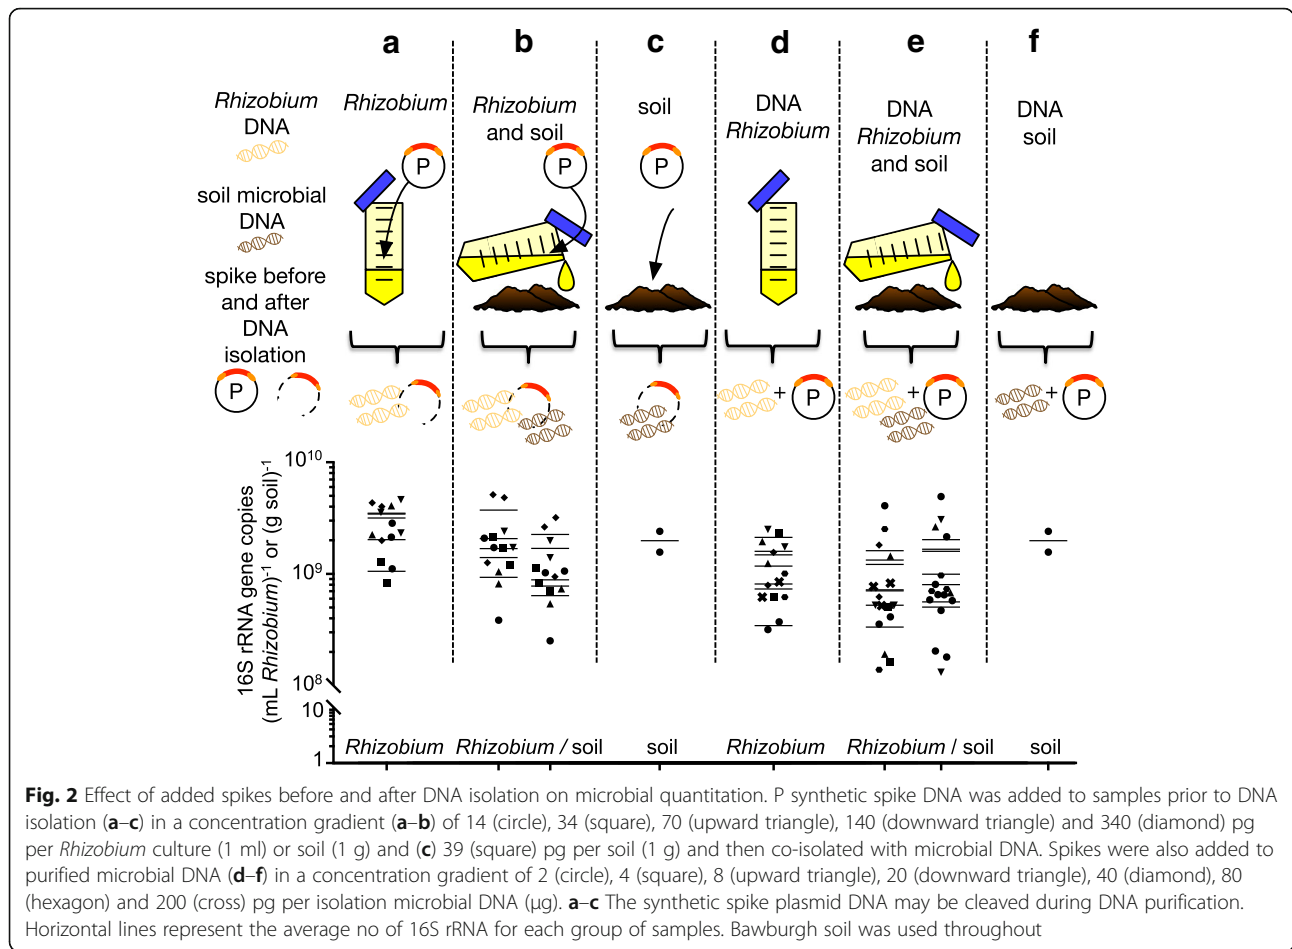 a b c d e f
Rhizobium
DNA
Rhizobium
Rhizobium
and soil
soil
DNA
Rhizobium
DNA
Rhizobium
and soil
DNA
soil
P P P
soil microbial
DNA
spike before
and after
DNA
isolation
P P P P
+ + +
16S rRNA gene copies
(mL Rhizobium)-1 or (g soil)-1
10^10
10^9
10^8
10
1
Rhizobium Rhizobium / soil soil Rhizobium Rhizobium / soil soil
Fig. 2 Effect of added spikes before and after DNA isolation on microbial quantitation. P synthetic spike DNA was added to samples prior to DNA
isolation (a–c) in a concentration gradient (a–b) of 14 (circle), 34 (square), 70 (upward triangle), 140 (downward triangle) and 340 (diamond) pg
per Rhizobium culture (1 ml) or soil (1 g) and (c) 39 (square) pg per soil (1 g) and then co-isolated with microbial DNA. Spikes were also added to
purified microbial DNA (d–f) in a concentration gradient of 2 (circle), 4 (square), 8 (upward triangle), 20 (downward triangle), 40 (diamond), 80
(hexagon) and 200 (cross) pg per isolation microbial DNA (μg). a–c The synthetic spike plasmid DNA may be cleaved during DNA purification.
Horizontal lines represent the average no of 16S rRNA for each group of samples. Bawburgh soil was used throughout